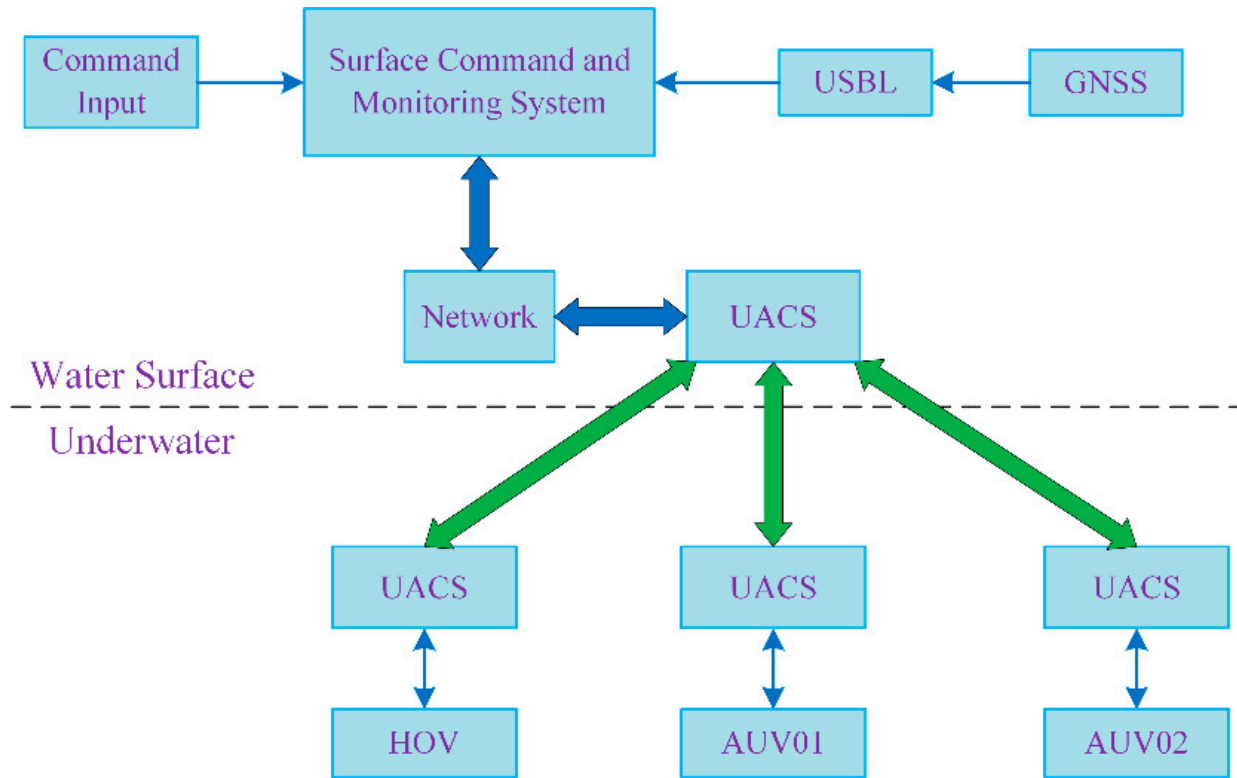 Command
Input
Surface Command and
Monitoring System
USBL
GNSS
Network
UACS
Water Surface
Underwater
UACS
UACS
UACS
HOV
AUV01
AUV02